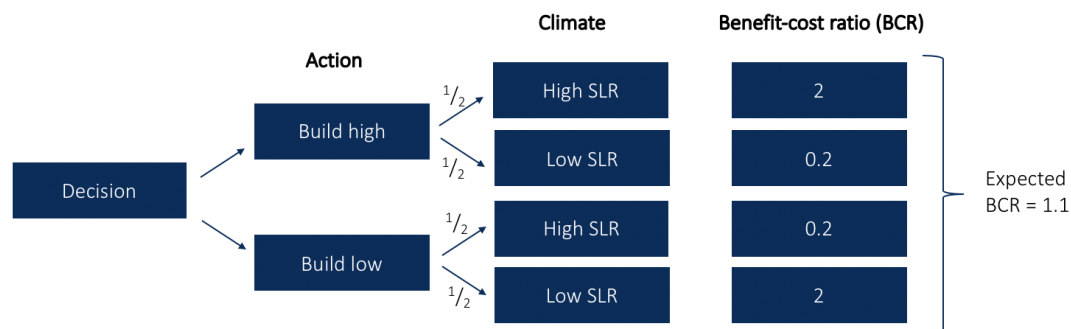 Climate
Benefit-cost ratio (BCR)
Action
1/2
High SLR
2
Build high
1/2
Low SLR
0.2
Decision
Expected
BCR = 1.1
1/2
High SLR
0.2
Build low
1/2
Low SLR
2